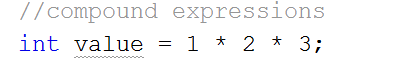 //compound expressions
int value = 1 * 2 * 3;